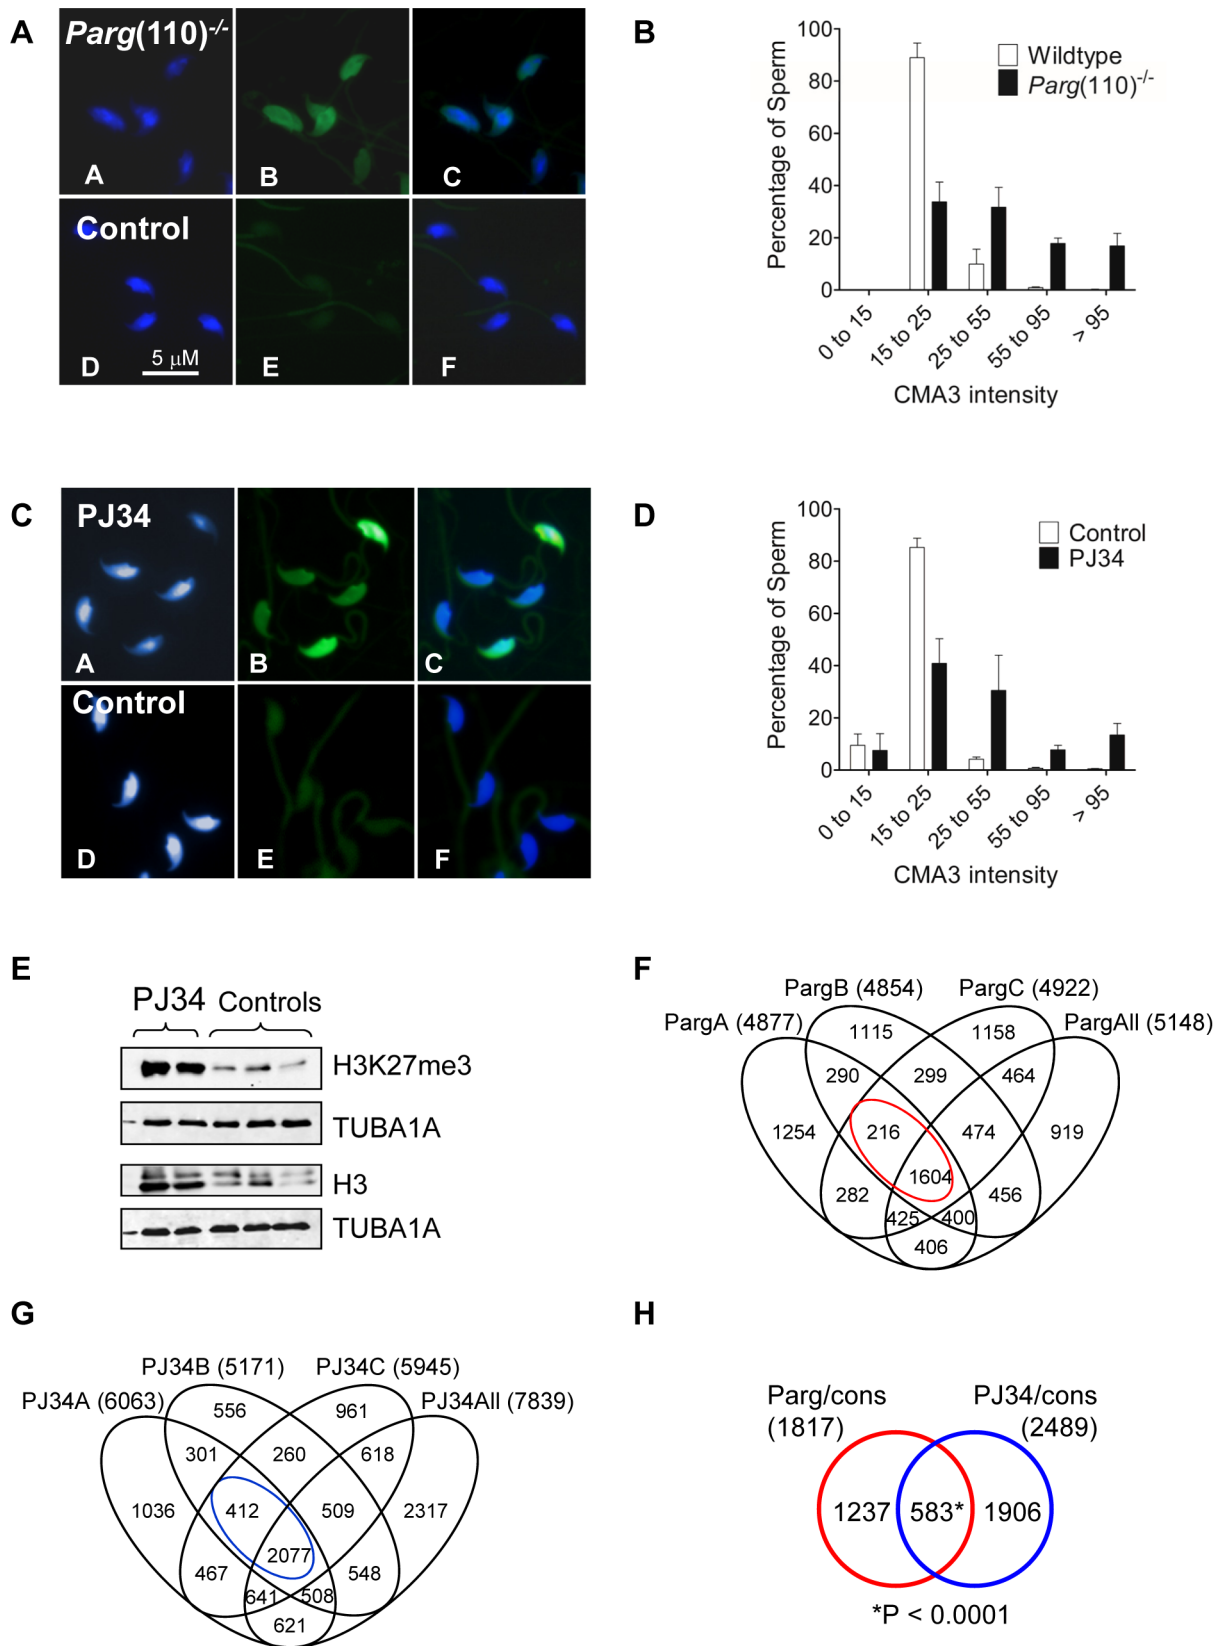 A
Parg(110)-/-
A
B
C
Control
D
5 µM
E
F
B
100
80
60
40
20
0
Percentage of Sperm
Wildtype
Parg(110)-/-
0 to 15
15 to 25
25 to 55
55 to 95
> 95
CMA3 intensity
C
PJ34
A
B
C
Control
D
E
F
D
100
80
60
40
20
0
Percentage of Sperm
Control
PJ34
0 to 15
15 to 25
25 to 55
55 to 95
> 95
CMA3 intensity
E
PJ34 Controls
H3K27me3
TUBA1A
H3
TUBA1A
F
PargB (4854) PargC (4922)
PargA (4877) PargAll (5148)
1115 1158
290 299 464
1254 216 474 919
1604
282 456
425 400
406
G
PJ34B (5171) PJ34C (5945)
PJ34A (6063) PJ34All (7839)
556 961
301 260 618
1036 412 509 2317
2077
467 548
641 508
621
H
Parg/cons PJ34/cons
(1817) (2489)
1237 583* 1906
*P < 0.0001